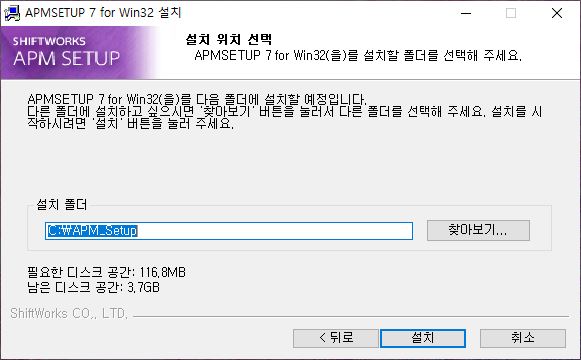 APMSETUP 7 for Win32 설치
SHIFTWORKS
APM SETUP
설치 위치 선택
APMSETUP 7 for Win32(을)를 설치할 폴더를 선택해 주세요.
APMSETUP 7 for Win32(을)를 다음 폴더에 설치할 예정입니다.
다른 폴더에 설치하고 싶으시면 '찾아보기' 버튼을 눌러서 다른 폴더를 선택해 주세요. 설치를 시
작하시려면 '설치' 버튼을 눌러 주세요.
설치 폴더
C:₩APM_Setup
찾아보기...
필요한 디스크 공간: 116.8MB
남은 디스크 공간: 3.7GB
ShiftWorks CO., LTD.
< 뒤로
설치
취소